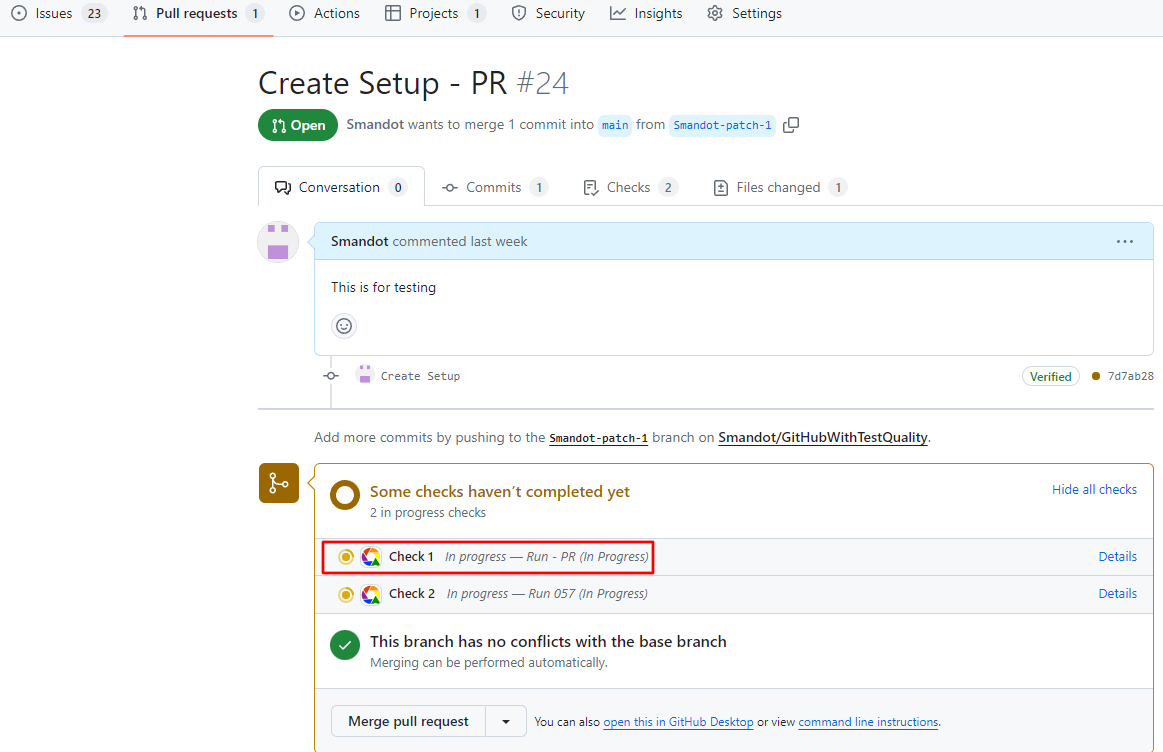 Issues 23 Pull requests 1 Actions Projects 1 Security Insights Settings
Create Setup - PR #24
Open Smandot wants to merge 1 commit into main from Smandot-patch-1
Conversation 0 Commits 1 Checks 2 Files changed 1
Smandot commented last week
This is for testing
Create Setup Verified 7d7ab28
Add more commits by pushing to the Smandot-patch-1 branch on Smandot/GitHubWithTestQuality.
Some checks haven't completed yet Hide all checks
2 in progress checks
Check 1 In progress — Run - PR (In Progress) Details
Check 2 In progress — Run 057 (In Progress) Details
This branch has no conflicts with the base branch
Merging can be performed automatically.
Merge pull request You can also open this in GitHub Desktop or view command line instructions.